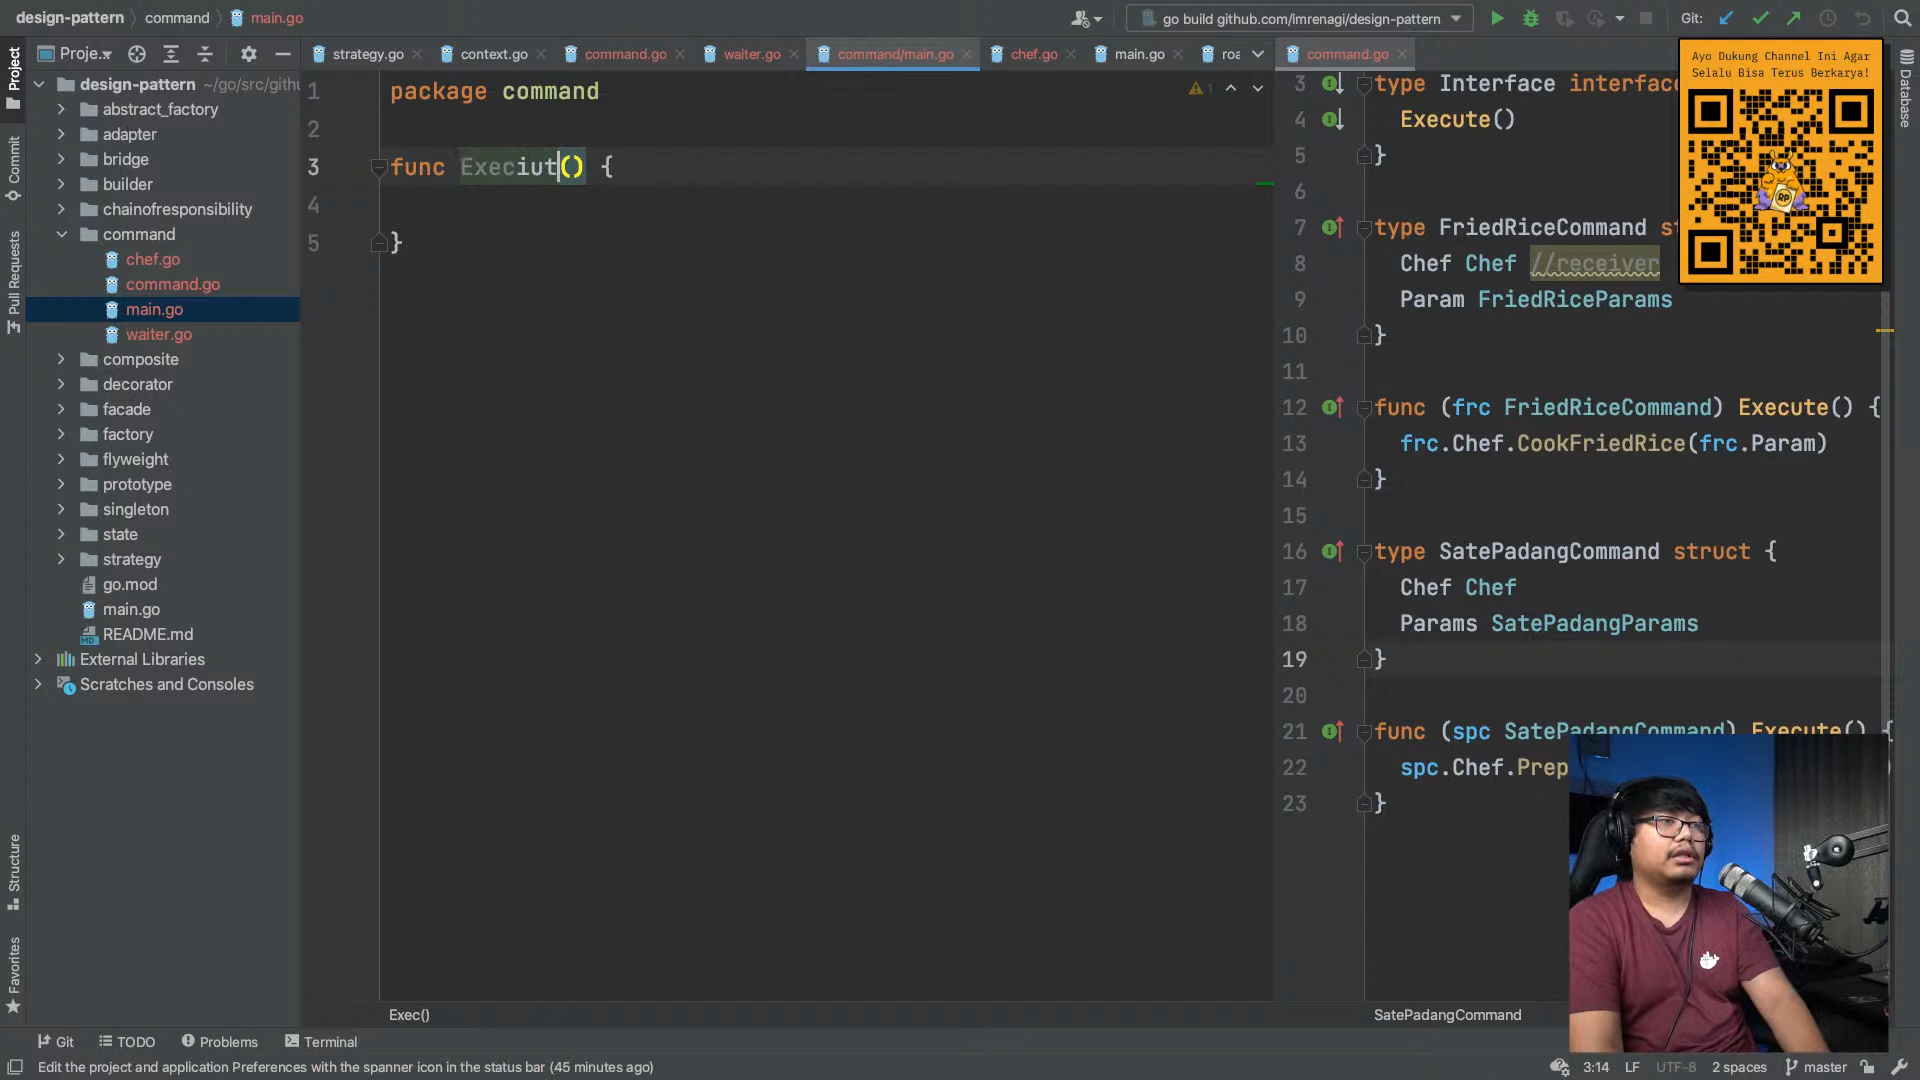 design-pattern command main.go
go build github.com/imrenagi/design-pattern
Git:
Proje...
strategy.go
context.go
command.go
waiter.go
command/main.go
chef.go
main.go
roa
command.go
Project
Commit
Pull Requests
Structure
Favorites
Database
design-pattern ~/go/src/gith
abstract_factory
adapter
bridge
builder
chainofresponsibility
command
chef.go
command.go
main.go
waiter.go
composite
decorator
facade
factory
flyweight
prototype
singleton
state
strategy
go.mod
main.go
README.md
External Libraries
Scratches and Consoles
1 package command
2
3 func Execiut() {
4
5 }
1
Exec()
3 type Interface interface
4 Execute()
5 }
6
7 type FriedRiceCommand st
8 Chef Chef //receiver
9 Param FriedRiceParams
10 }
11
12 func (frc FriedRiceCommand) Execute() {
13 frc.Chef.CookFriedRice(frc.Param)
14 }
15
16 type SatePadangCommand struct {
17 Chef Chef
18 Params SatePadangParams
19 }
20
21 func (spc SatePadangCommand) Execute() {
22 spc.Chef.Prep
23 }
SatePadangCommand
Ayo Dukung Channel Ini Agar
Selalu Bisa Terus Berkarya!
RP
Git
TODO
Problems
Terminal
Edit the project and application Preferences with the spanner icon in the status bar (45 minutes ago)
3:14 LF UTF-8 2 spaces master